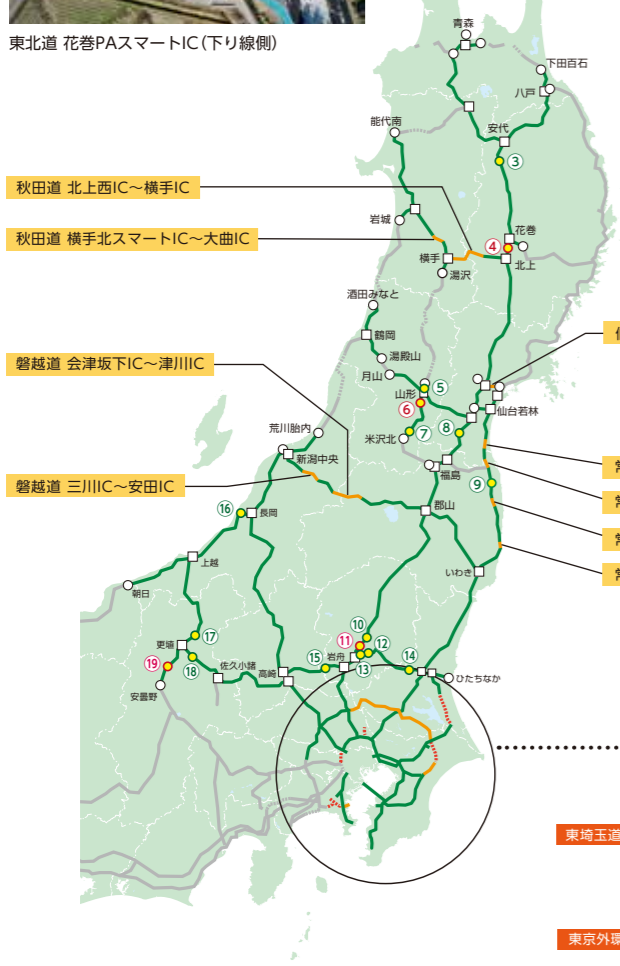 東北道 花巻PAスマートIC(下り線側)
青森
下田百石
八戸
能代南
安代
③
秋田道 北上西IC～横手IC
岩城
花巻
④
秋田道 横手北スマートIC～大曲IC
横手
北上
湯沢
酒田みなと
鶴岡
湯殿山
磐越道 会津坂下IC～津川IC
月山
⑤
山形
⑥
仙台若林
米沢北
⑦
⑧
荒川胎内
新潟中央
福島
常
磐越道 三川IC～安田IC
⑨
常
⑯
長岡
郡山
常
上越
いわき
常
朝日
⑩
⑰
⑪
⑫
更埴
岩舟
⑲
⑱
佐久小諸
高崎
⑮
⑬
⑭
ひたちなか
安曇野
東埼玉道
東京外環